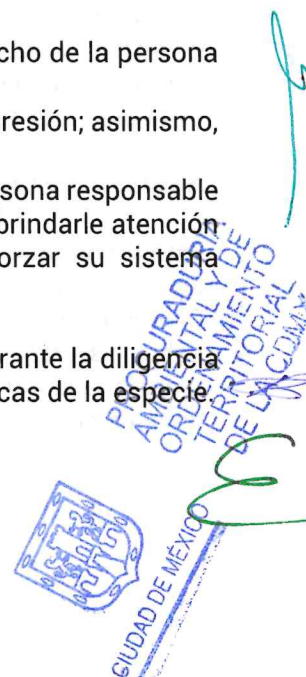 cho de la persona
resión; asimismo,
sona responsable
brindarle atención
orzar su sistema
rante la diligencia
cas de la especie.
PROCURADURÍA
AMBIENTAL Y DE
ORDENAMIENTO
TERRITORIAL
DE LA CDMX
CIUDAD DE MÉXICO